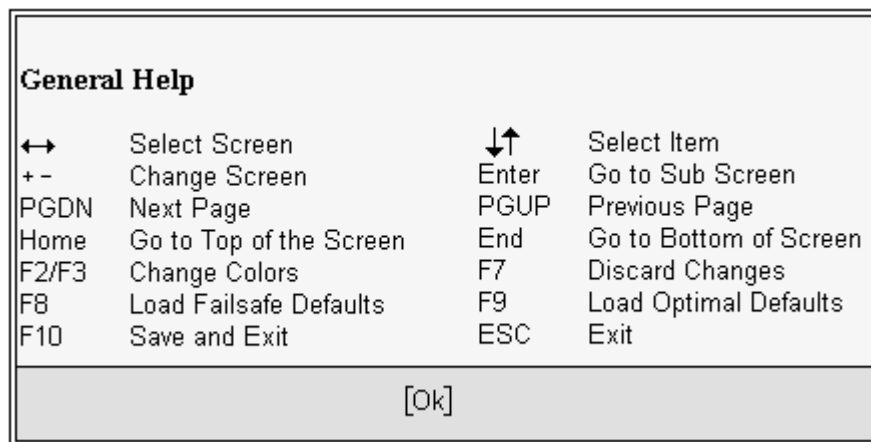 General Help
↔ Select Screen ↓↑ Select Item
+ - Change Screen Enter Go to Sub Screen
PGDN Next Page PGUP Previous Page
Home Go to Top of the Screen End Go to Bottom of Screen
F2/F3 Change Colors F7 Discard Changes
F8 Load Failsafe Defaults F9 Load Optimal Defaults
F10 Save and Exit ESC Exit
[Ok]